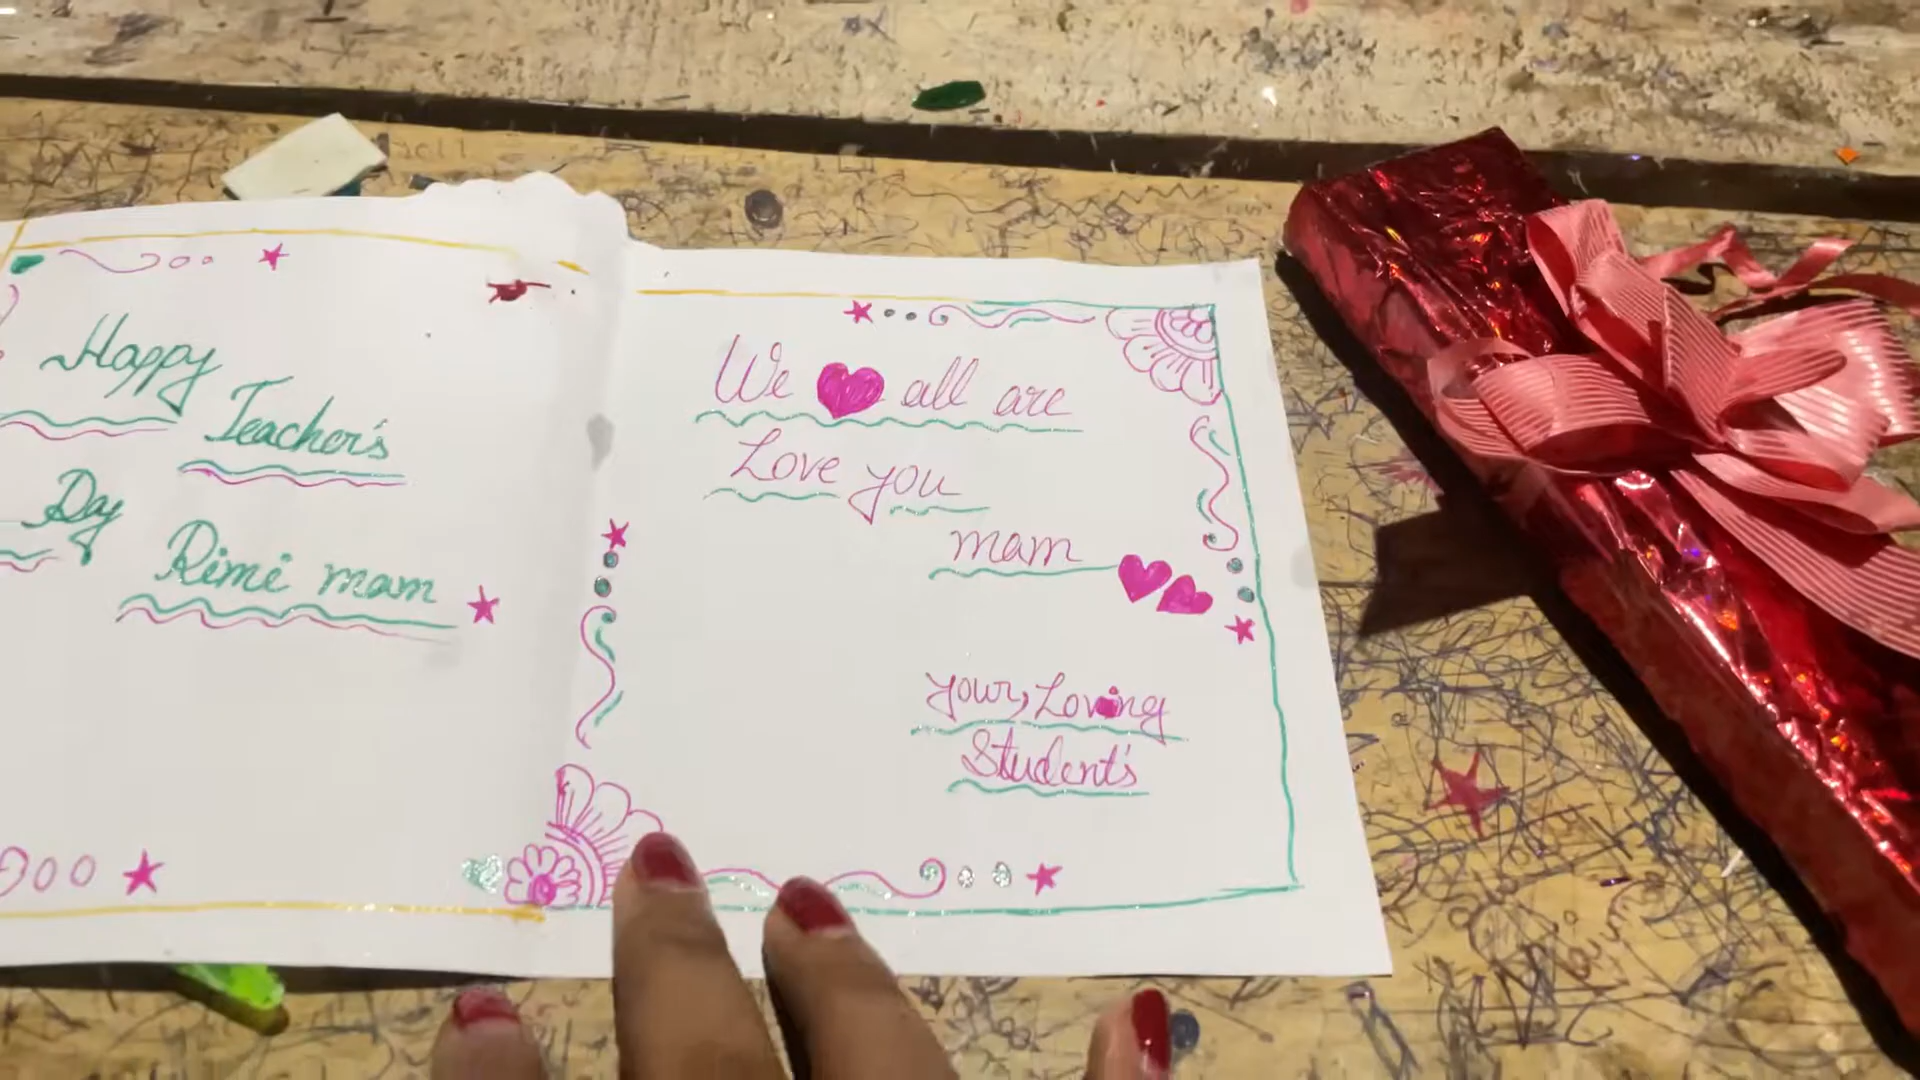 Happy
Teacher's
Day
Rimi mam
We all are
Love you
mam
your, Loving
Student's